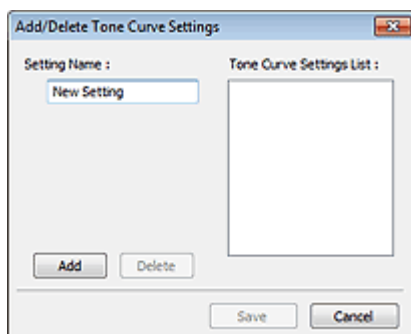 Add/Delete Tone Curve Settings
Setting Name :
Tone Curve Settings List :
New Setting
Add
Delete
Save
Cancel